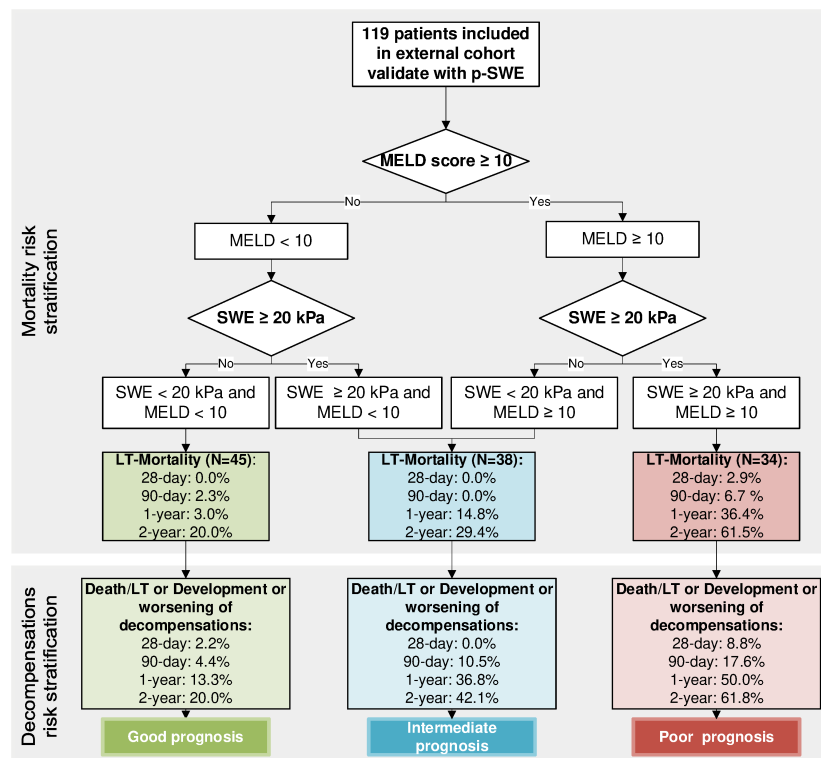 119 patients included
in external cohort
validate with p-SWE
MELD score ≥ 10
No
Yes
MELD < 10
MELD ≥ 10
SWE ≥ 20 kPa
SWE ≥ 20 kPa
No
Yes
No
Yes
SWE < 20 kPa and
MELD < 10
SWE ≥ 20 kPa and
MELD < 10
SWE < 20 kPa and
MELD ≥ 10
SWE ≥ 20 kPa and
MELD ≥ 10
Mortality risk
stratification
LT-Mortality (N=45):
28-day: 0.0%
90-day: 2.3%
1-year: 3.0%
2-year: 20.0%
LT-Mortality (N=38):
28-day: 0.0%
90-day: 0.0%
1-year: 14.8%
2-year: 29.4%
LT-Mortality (N=34):
28-day: 2.9%
90-day: 6.7 %
1-year: 36.4%
2-year: 61.5%
Decompensations
risk stratification
Death/LT or Development or
worsening of
decompensations:
28-day: 2.2%
90-day: 4.4%
1-year: 13.3%
2-year: 20.0%
Death/LT or Development or
worsening of
decompensations:
28-day: 0.0%
90-day: 10.5%
1-year: 36.8%
2-year: 42.1%
Death/LT or Development or
worsening of
decompensations:
28-day: 8.8%
90-day: 17.6%
1-year: 50.0%
2-year: 61.8%
Good prognosis
Intermediate
prognosis
Poor prognosis